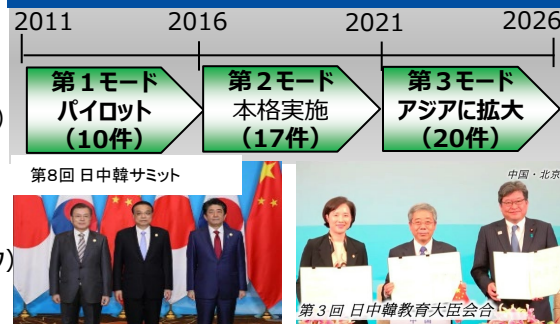 2011 2016 2021 2026
第1モード
パイロット
(10件)
第2モード
本格実施
(17件)
第3モード
アジアに拡大
(20件)
)
第8回 日中韓サミット
中国・北京
ク)
第3回 日中韓教育大臣会合